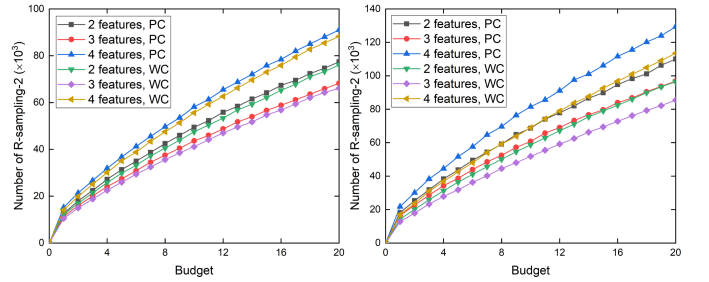 Number of R-sampling-2 (×10³)
100
80
60
40
20
0
2 features, PC
3 features, PC
4 features, PC
2 features, WC
3 features, WC
4 features, WC
0 4 8 12 16 20
Budget
Number of R-sampling-2 (×10³)
140
120
100
80
60
40
20
0
2 features, PC
3 features, PC
4 features, PC
2 features, WC
3 features, WC
4 features, WC
0 4 8 12 16 20
Budget